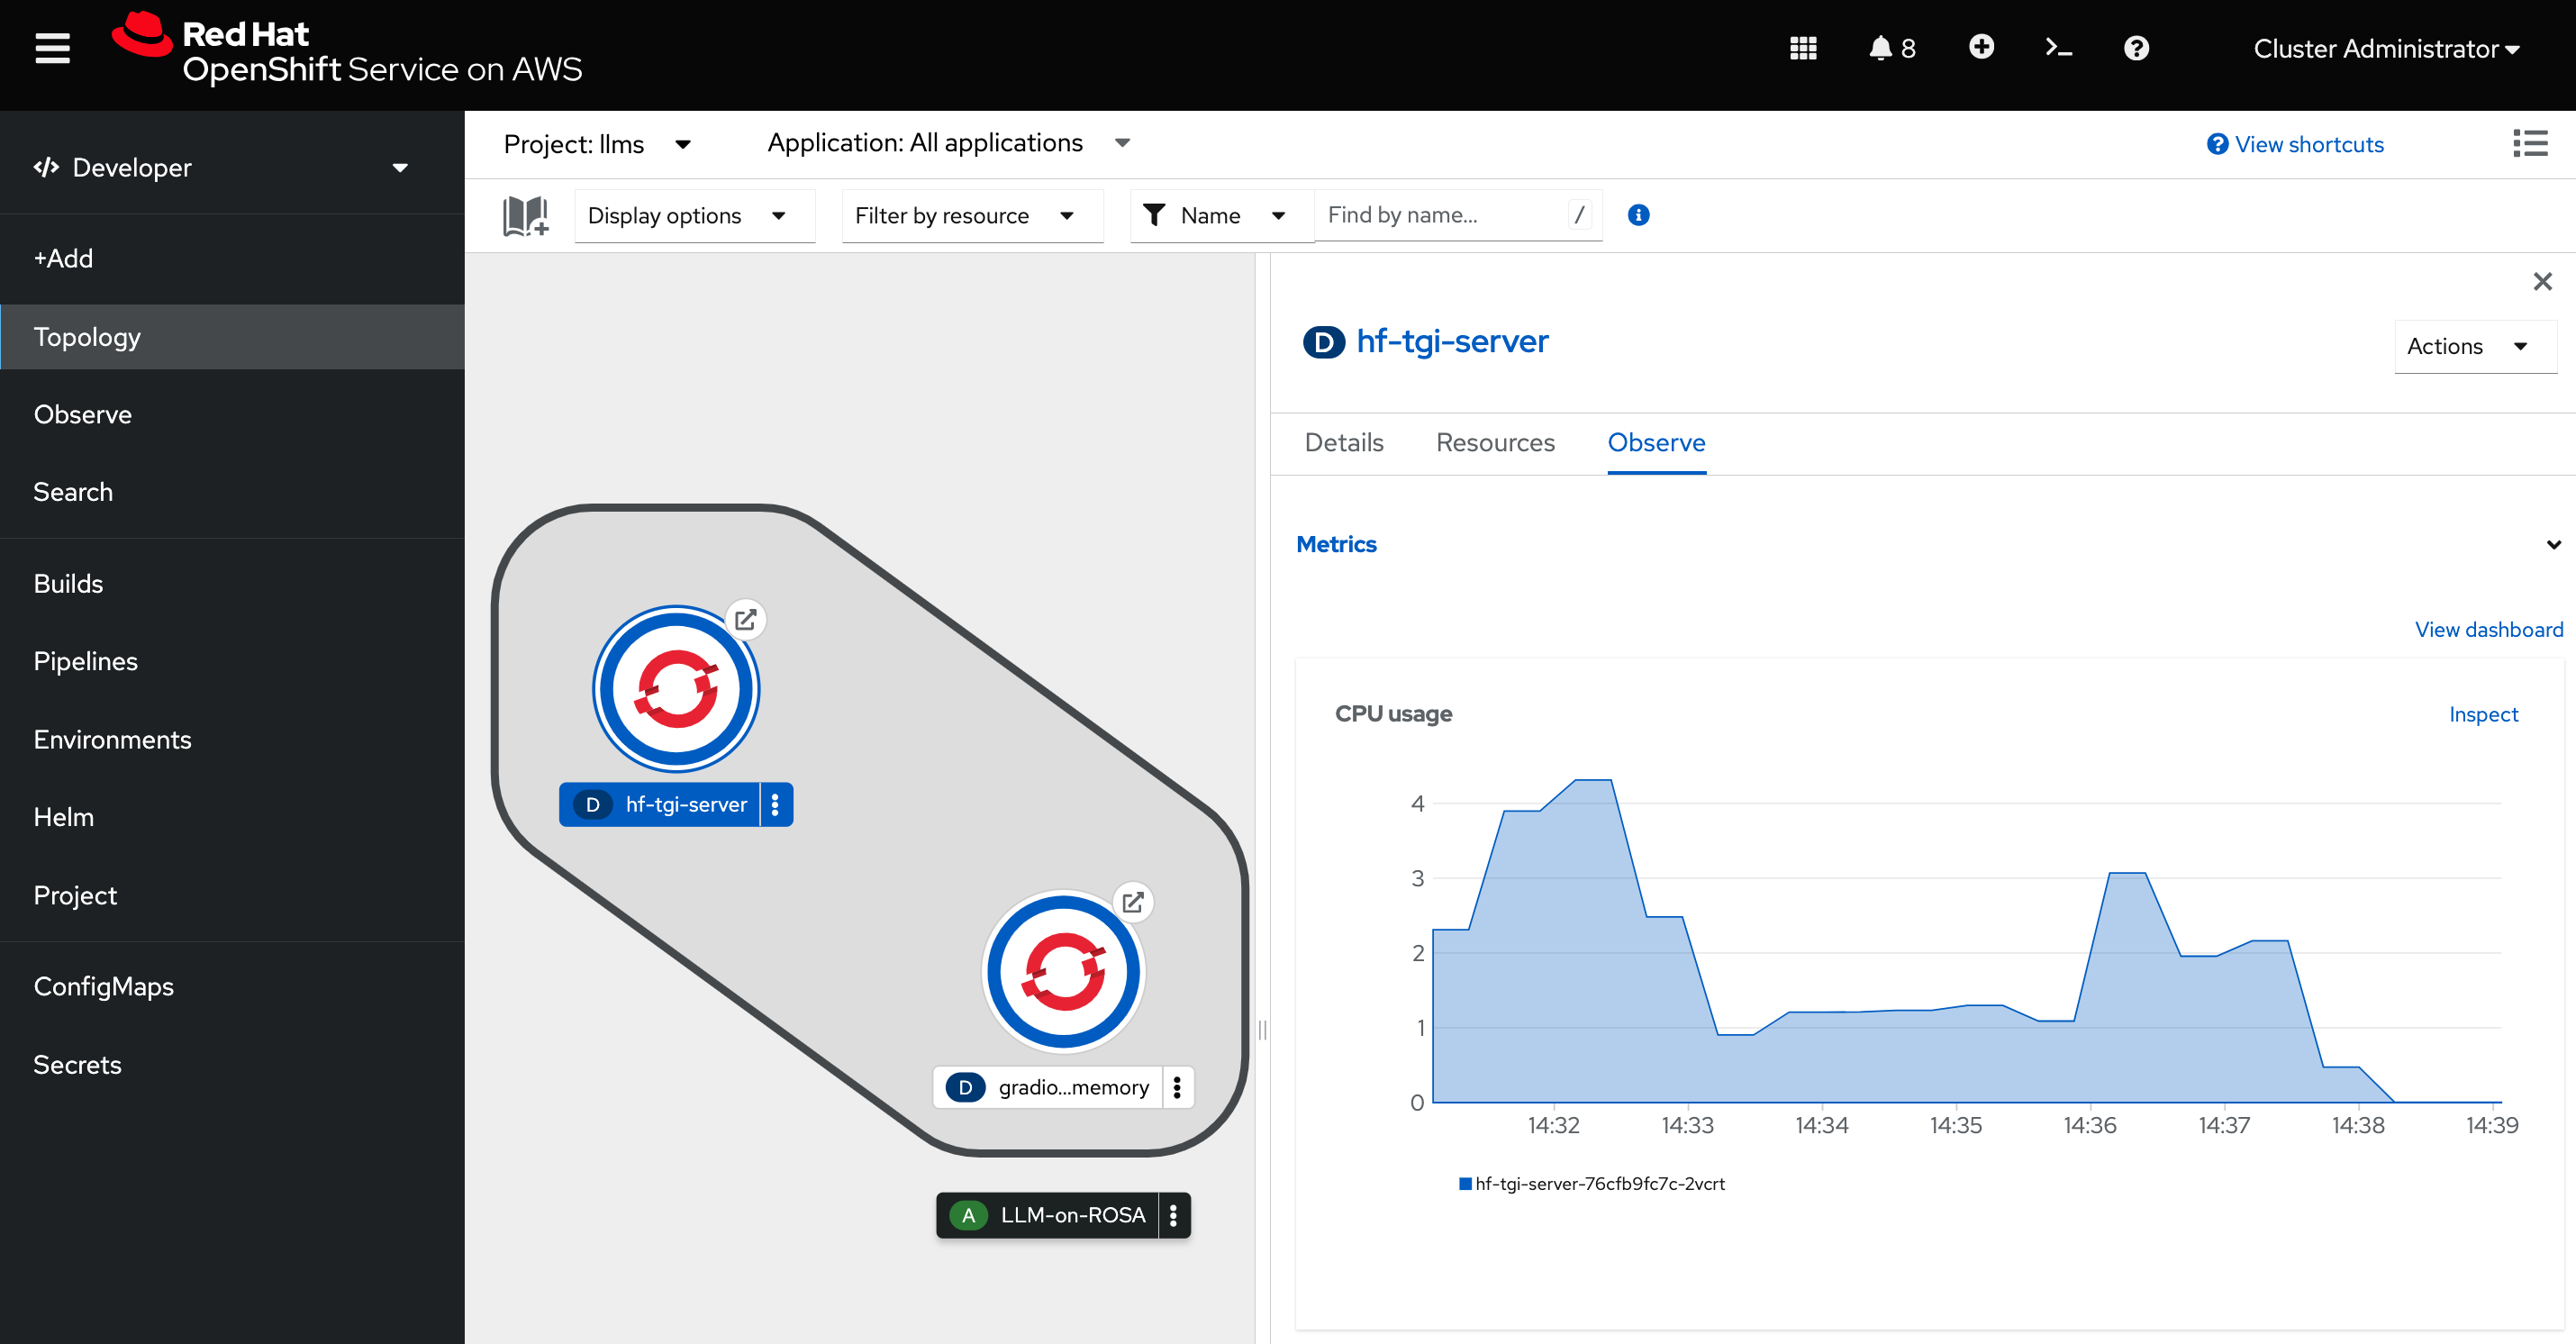 Red Hat
OpenShift Service on AWS
8
Cluster Administrator
Developer
+Add
Topology
Observe
Search
Builds
Pipelines
Environments
Helm
Project
ConfigMaps
Secrets
Project: llms
Application: All applications
View shortcuts
Display options
Filter by resource
Name
Find by name...
/
D hf-tgi-server
D gradio...memory
A LLM-on-ROSA
D hf-tgi-server
Actions
Details
Resources
Observe
Metrics
View dashboard
CPU usage
Inspect
4
3
2
1
0
14:32
14:33
14:34
14:35
14:36
14:37
14:38
14:39
hf-tgi-server-76cfb9fc7c-2vcrt